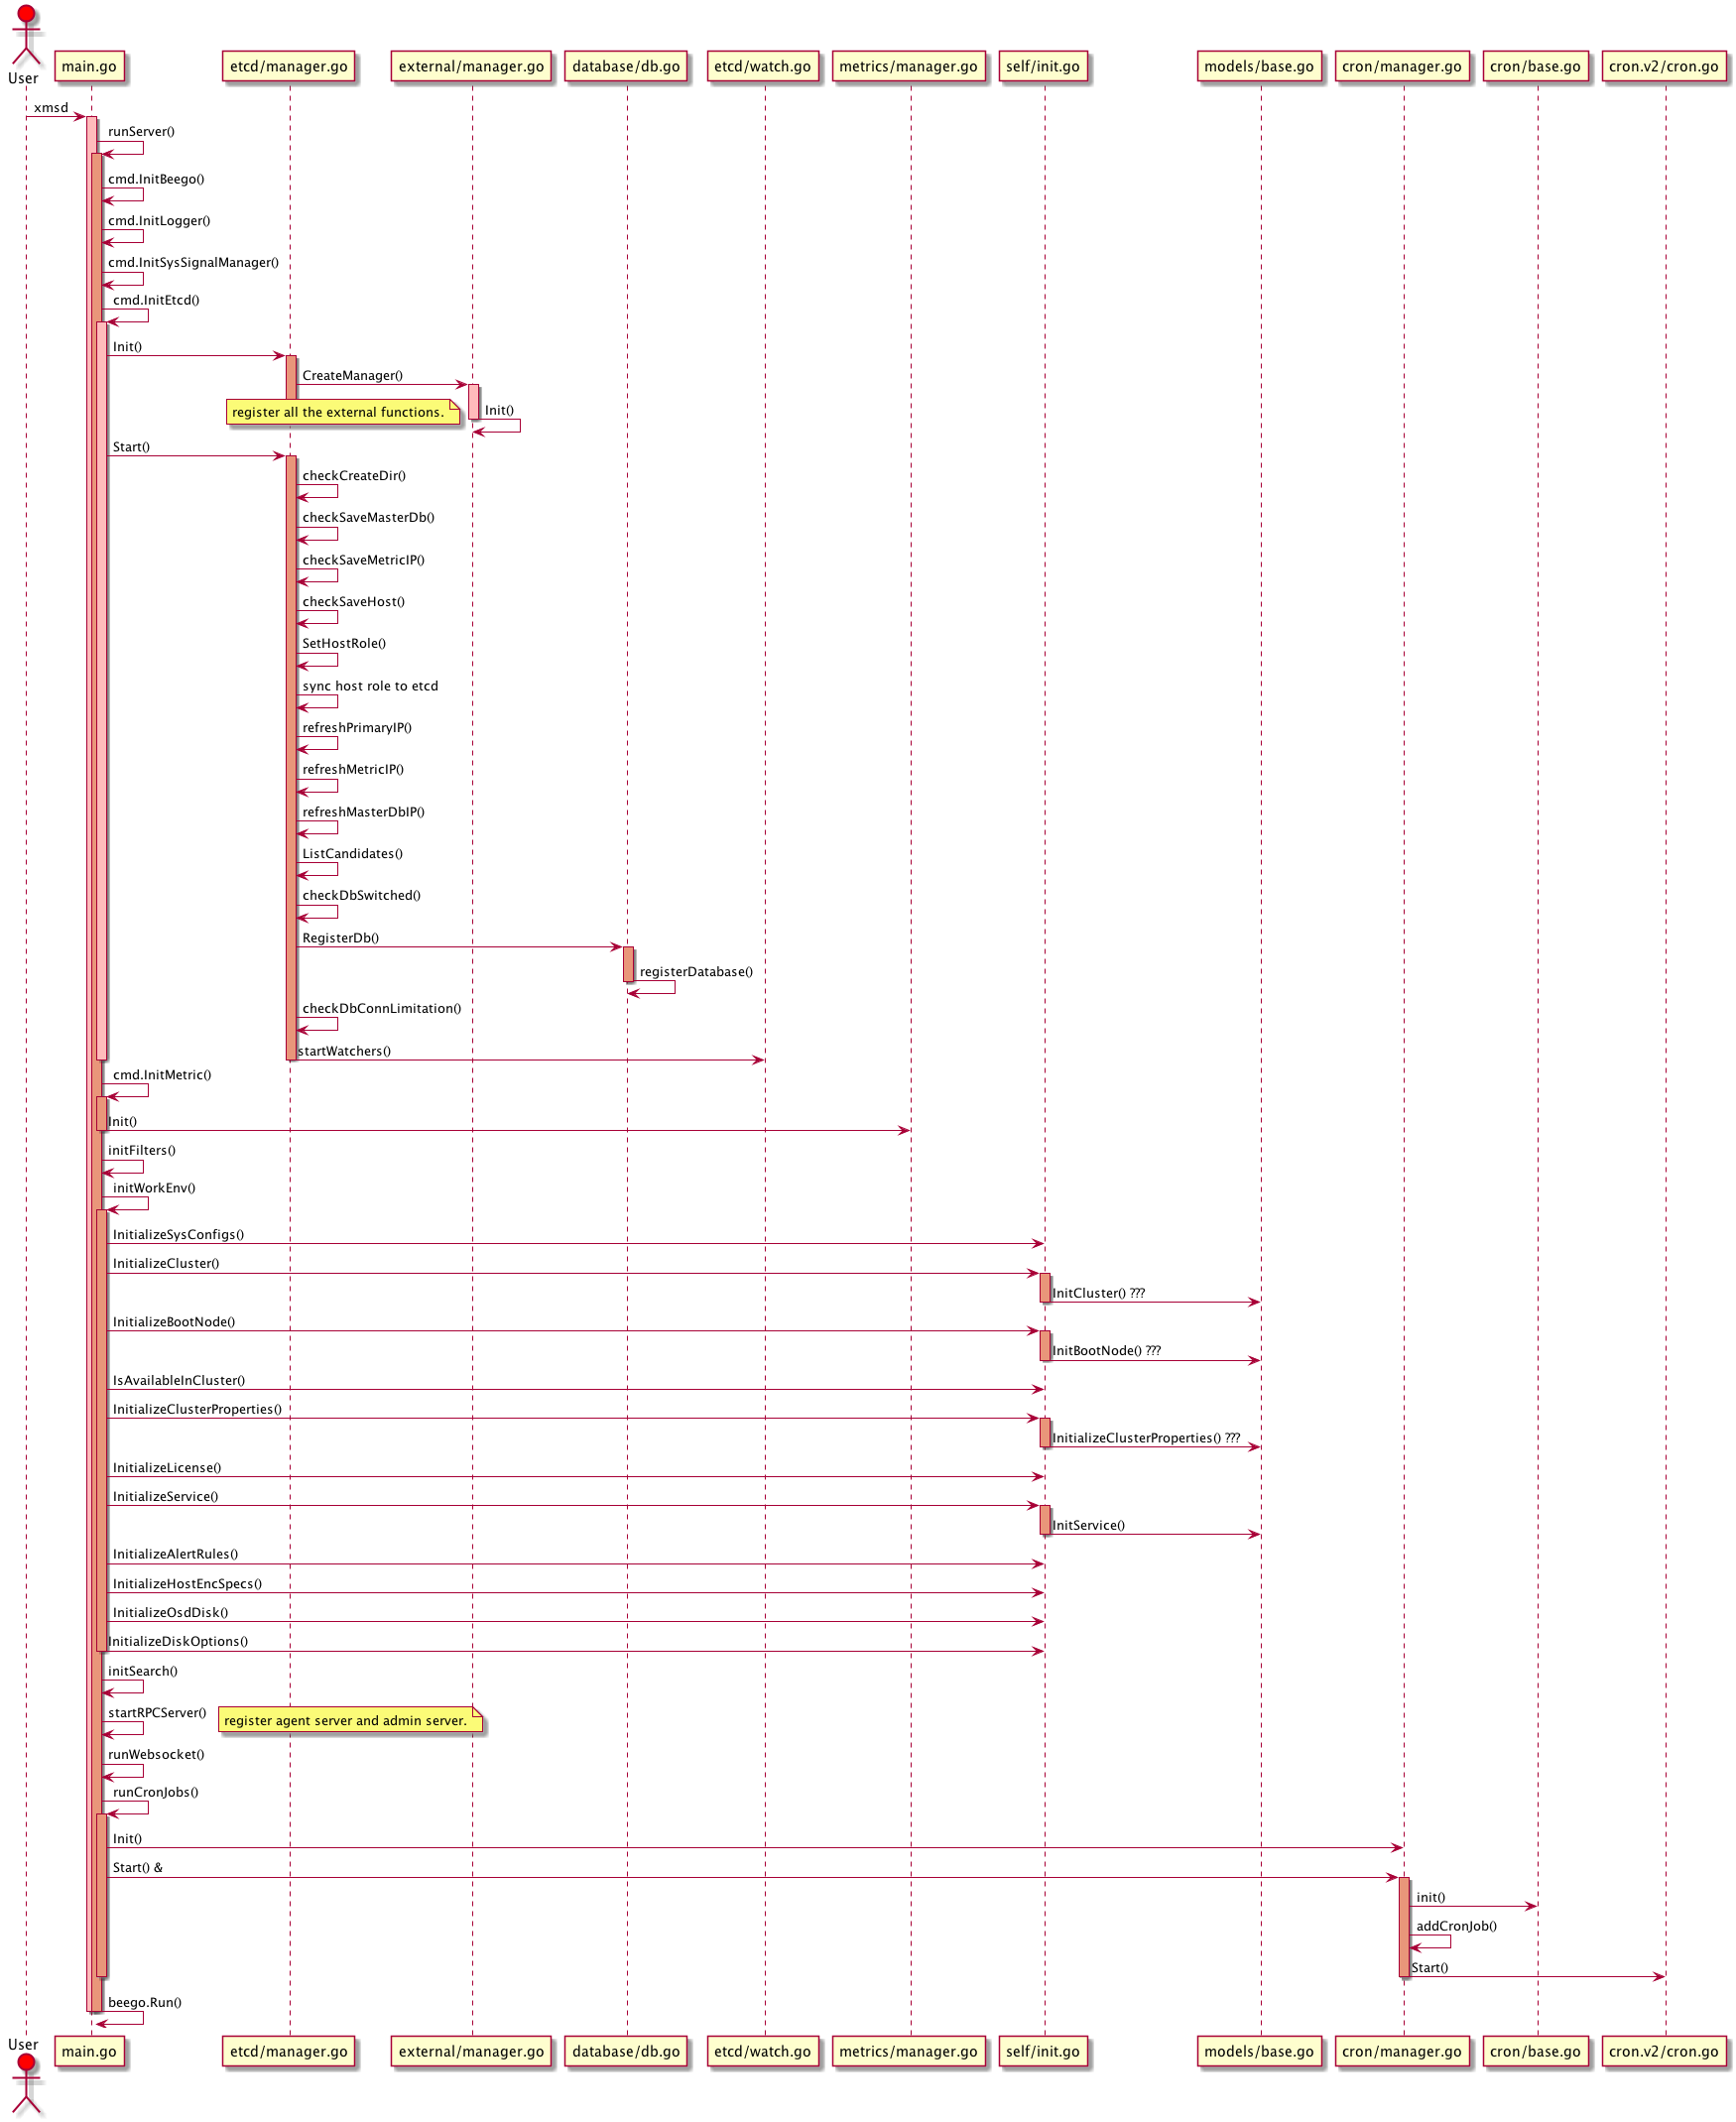 User
main.go
etcd/manager.go
external/manager.go
database/db.go
etcd/watch.go
metrics/manager.go
self/init.go
models/base.go
cron/manager.go
cron/base.go
cron.v2/cron.go
xmsd
runServer()
cmd.InitBeego()
cmd.InitLogger()
cmd.InitSysSignalManager()
cmd.InitEtcd()
Init()
CreateManager()
register all the external functions.
Init()
Start()
checkCreateDir()
checkSaveMasterDb()
checkSaveMetricIP()
checkSaveHost()
SetHostRole()
sync host role to etcd
refreshPrimaryIP()
refreshMetricIP()
refreshMasterDbIP()
ListCandidates()
checkDbSwitched()
RegisterDb()
registerDatabase()
checkDbConnLimitation()
startWatchers()
cmd.InitMetric()
Init()
initFilters()
initWorkEnv()
InitializeSysConfigs()
InitializeCluster()
InitCluster() ???
InitializeBootNode()
InitBootNode() ???
IsAvailableInCluster()
InitializeClusterProperties()
InitializeClusterProperties() ???
InitializeLicense()
InitializeService()
InitService()
InitializeAlertRules()
InitializeHostEncSpecs()
InitializeOsdDisk()
InitializeDiskOptions()
initSearch()
startRPCServer()
register agent server and admin server.
runWebsocket()
runCronJobs()
Init()
Start() &
init()
addCronJob()
Start()
beego.Run()
User
main.go
etcd/manager.go
external/manager.go
database/db.go
etcd/watch.go
metrics/manager.go
self/init.go
models/base.go
cron/manager.go
cron/base.go
cron.v2/cron.go